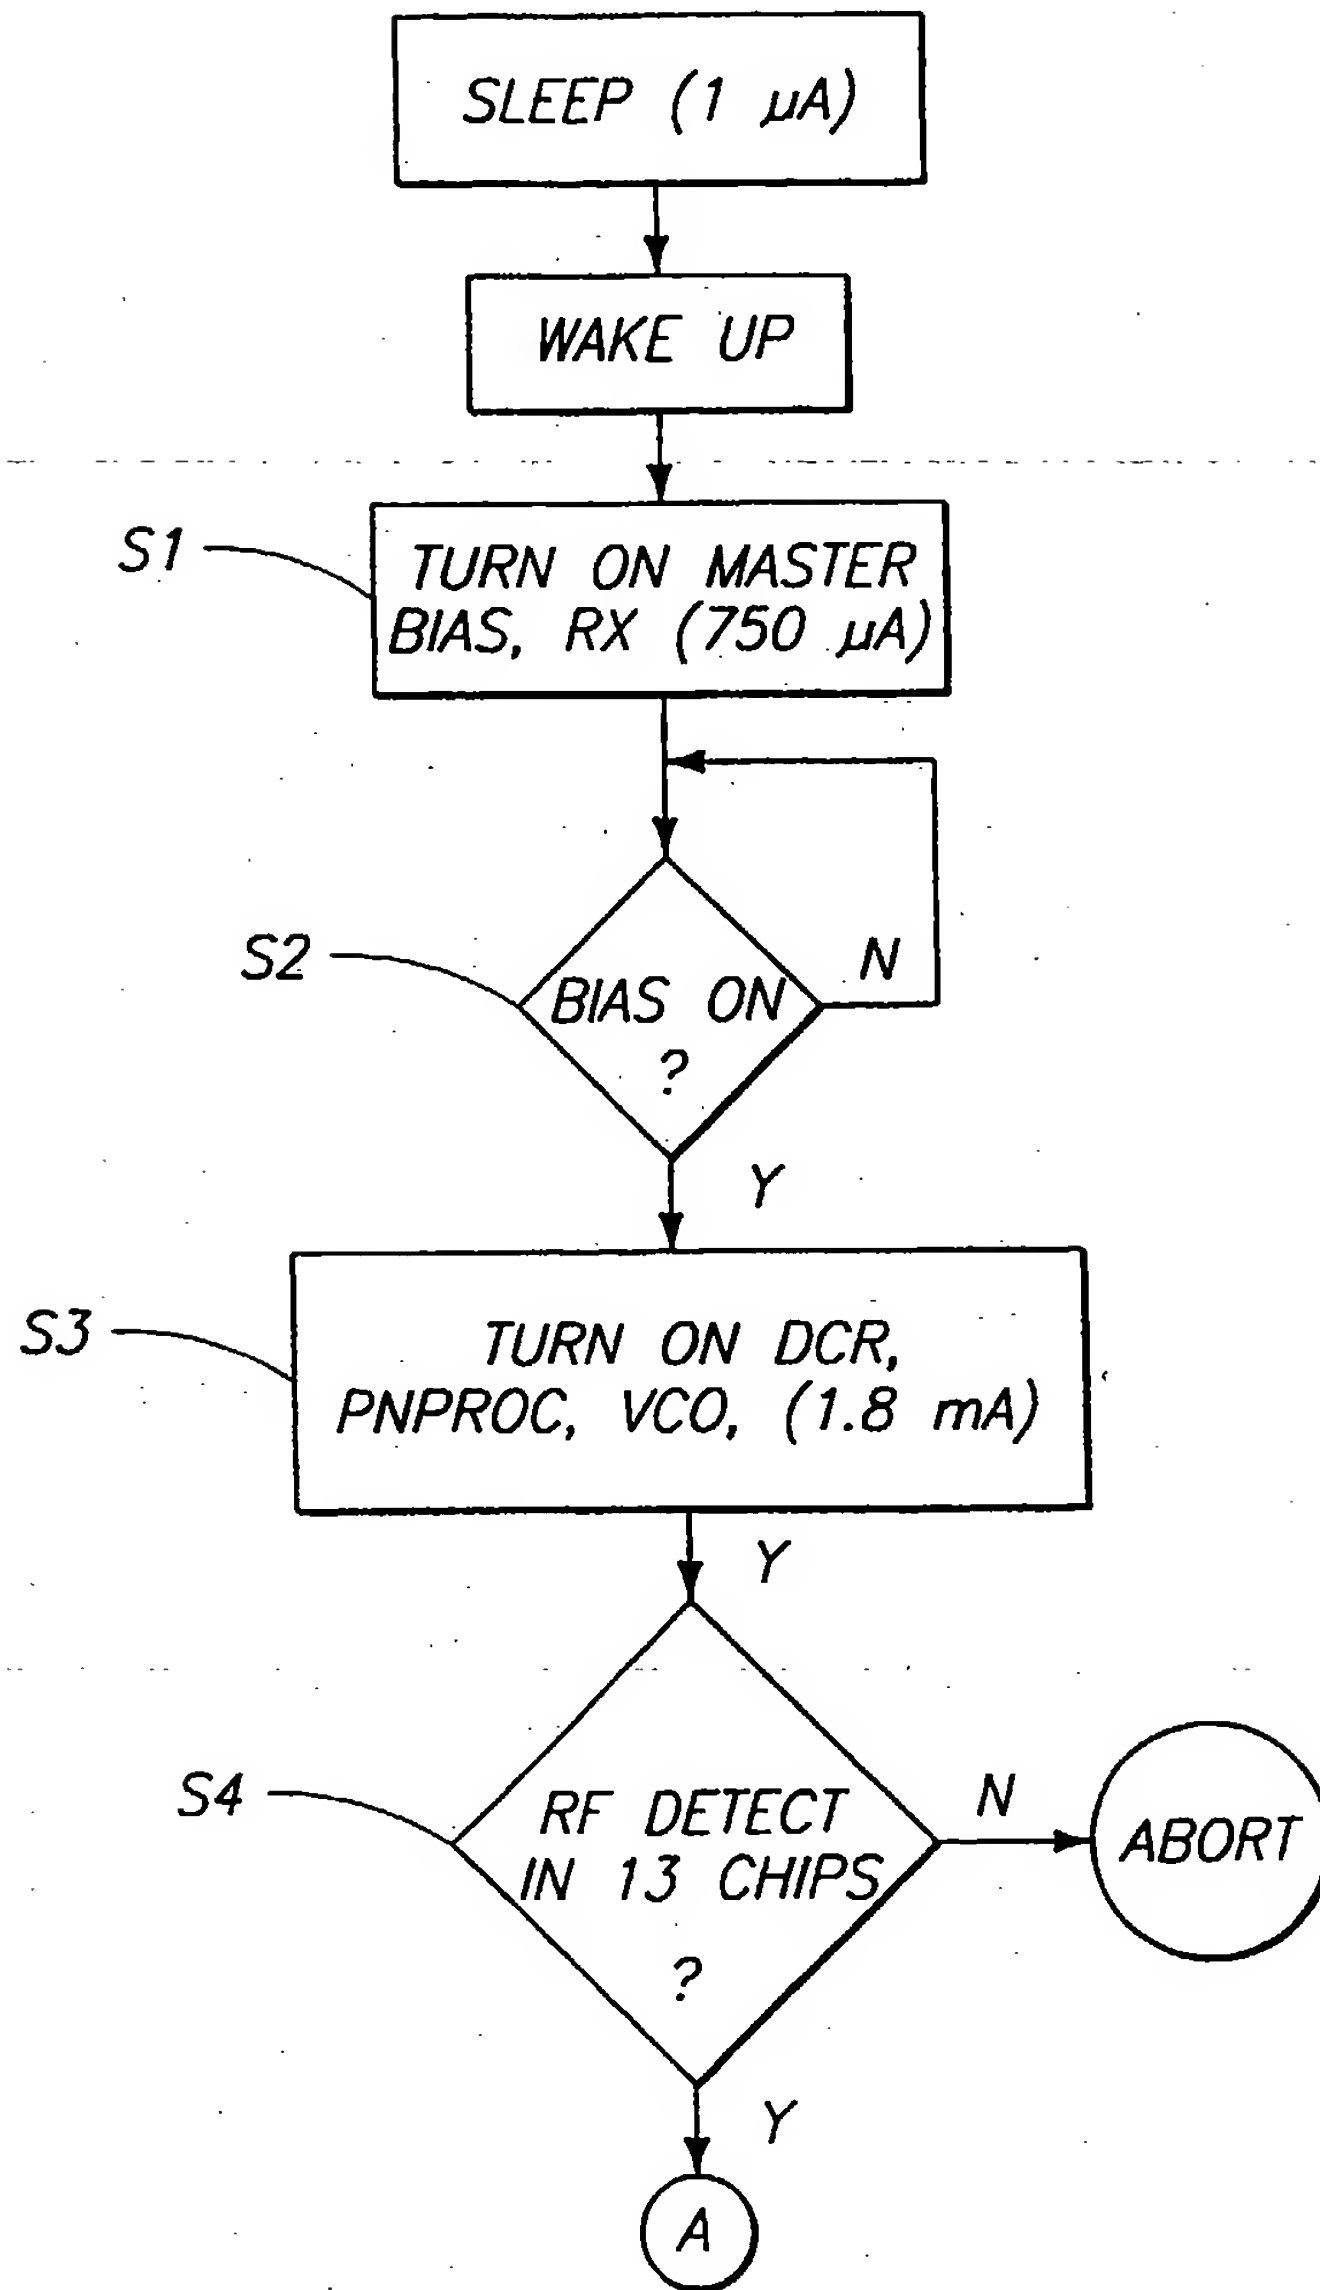 SLEEP (1 μA)
WAKE UP
S1
TURN ON MASTER
BIAS, RX (750 μA)
S2
BIAS ON
?
N
Y
S3
TURN ON DCR,
PNPROC, VCO, (1.8 mA)
Y
S4
RF DETECT
IN 13 CHIPS
?
N
ABORT
Y
A